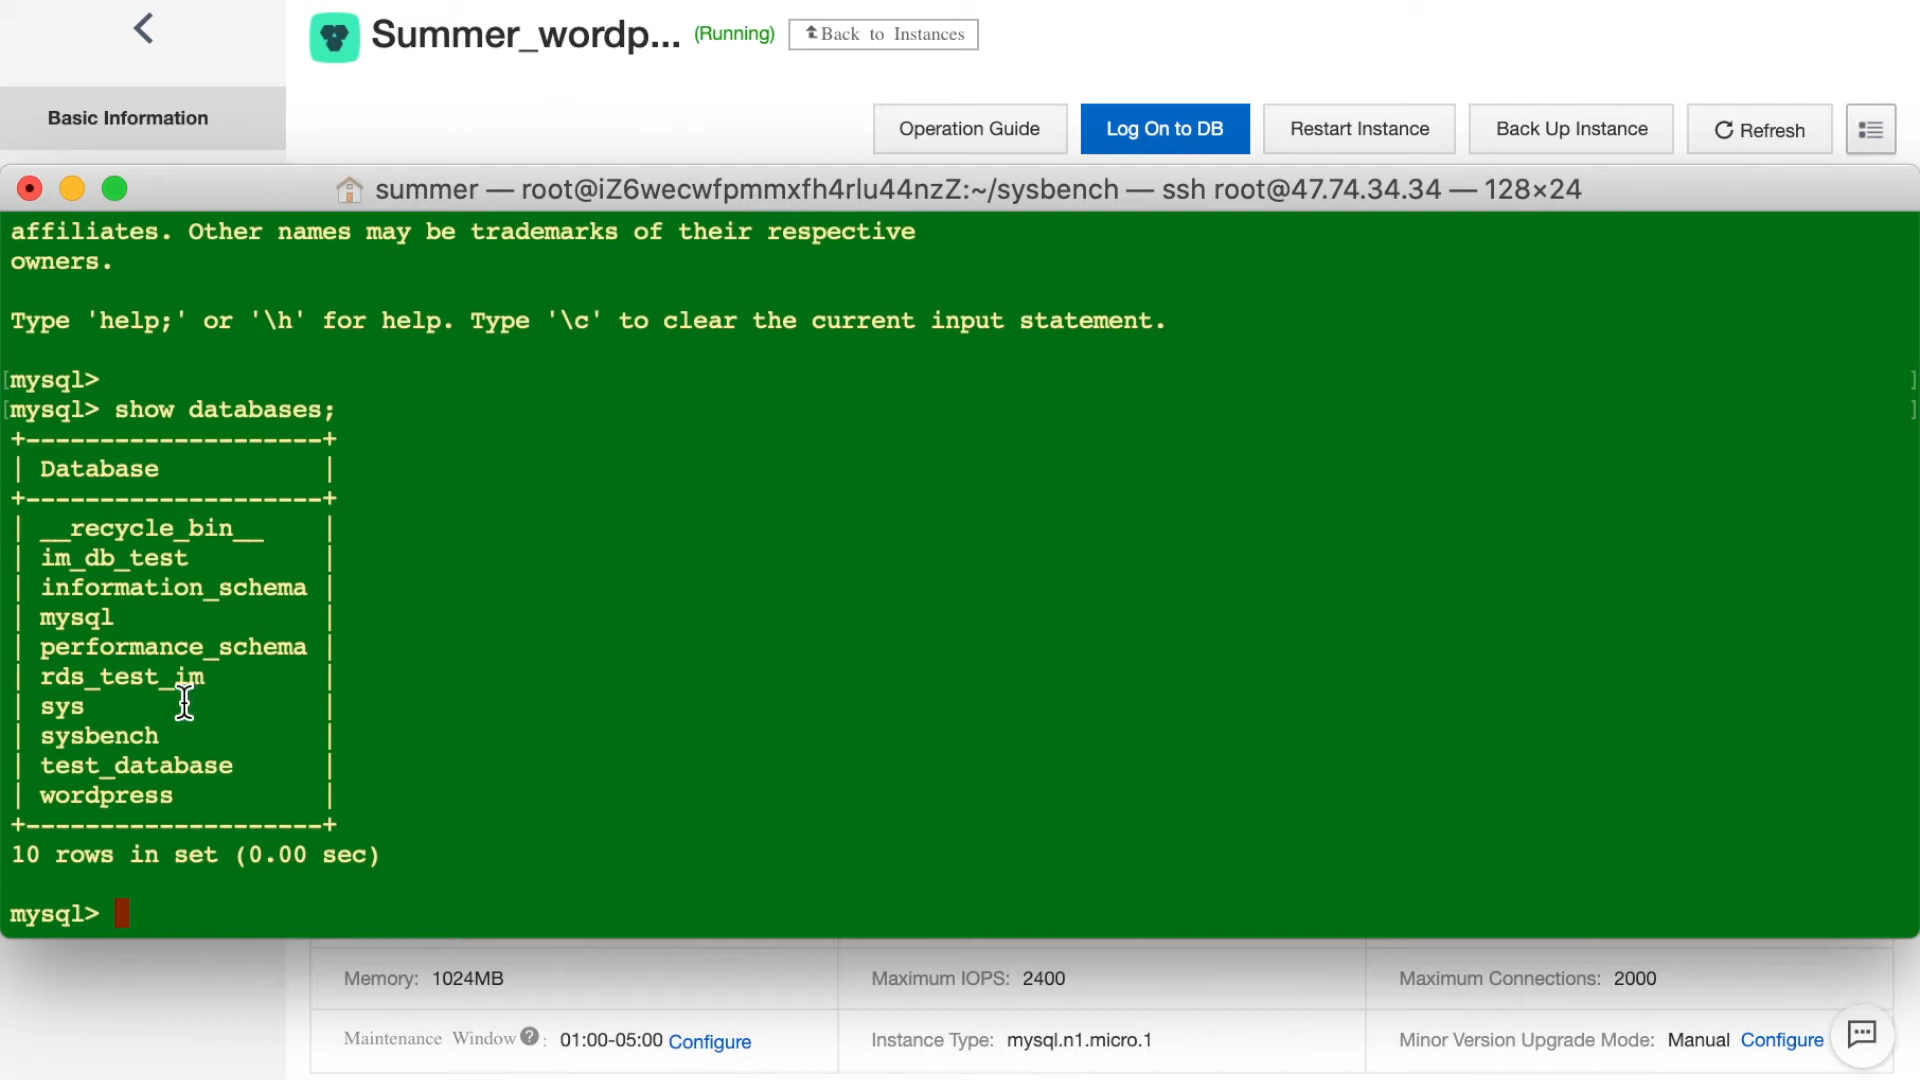 Summer_wordp... (Running) Back to Instances
Basic Information
Operation Guide Log On to DB Restart Instance Back Up Instance Refresh
summer — root@iZ6wecwfpmmxfh4rlu44nzZ:~/sysbench — ssh root@47.74.34.34 — 128×24
affiliates. Other names may be trademarks of their respective
owners.
Type 'help;' or '\h' for help. Type '\c' to clear the current input statement.
[mysql> ]
[mysql> show databases; ]
+--------------------+
| Database           |
+--------------------+
| __recycle_bin__    |
| im_db_test         |
| information_schema |
| mysql              |
| performance_schema |
| rds_test_im        |
| sys                |
| sysbench           |
| test_database      |
| wordpress          |
+--------------------+
10 rows in set (0.00 sec)
mysql>
Memory: 1024MB Maximum IOPS: 2400 Maximum Connections: 2000
Maintenance Window ? : 01:00-05:00 Configure Instance Type: mysql.n1.micro.1 Minor Version Upgrade Mode: Manual Configure